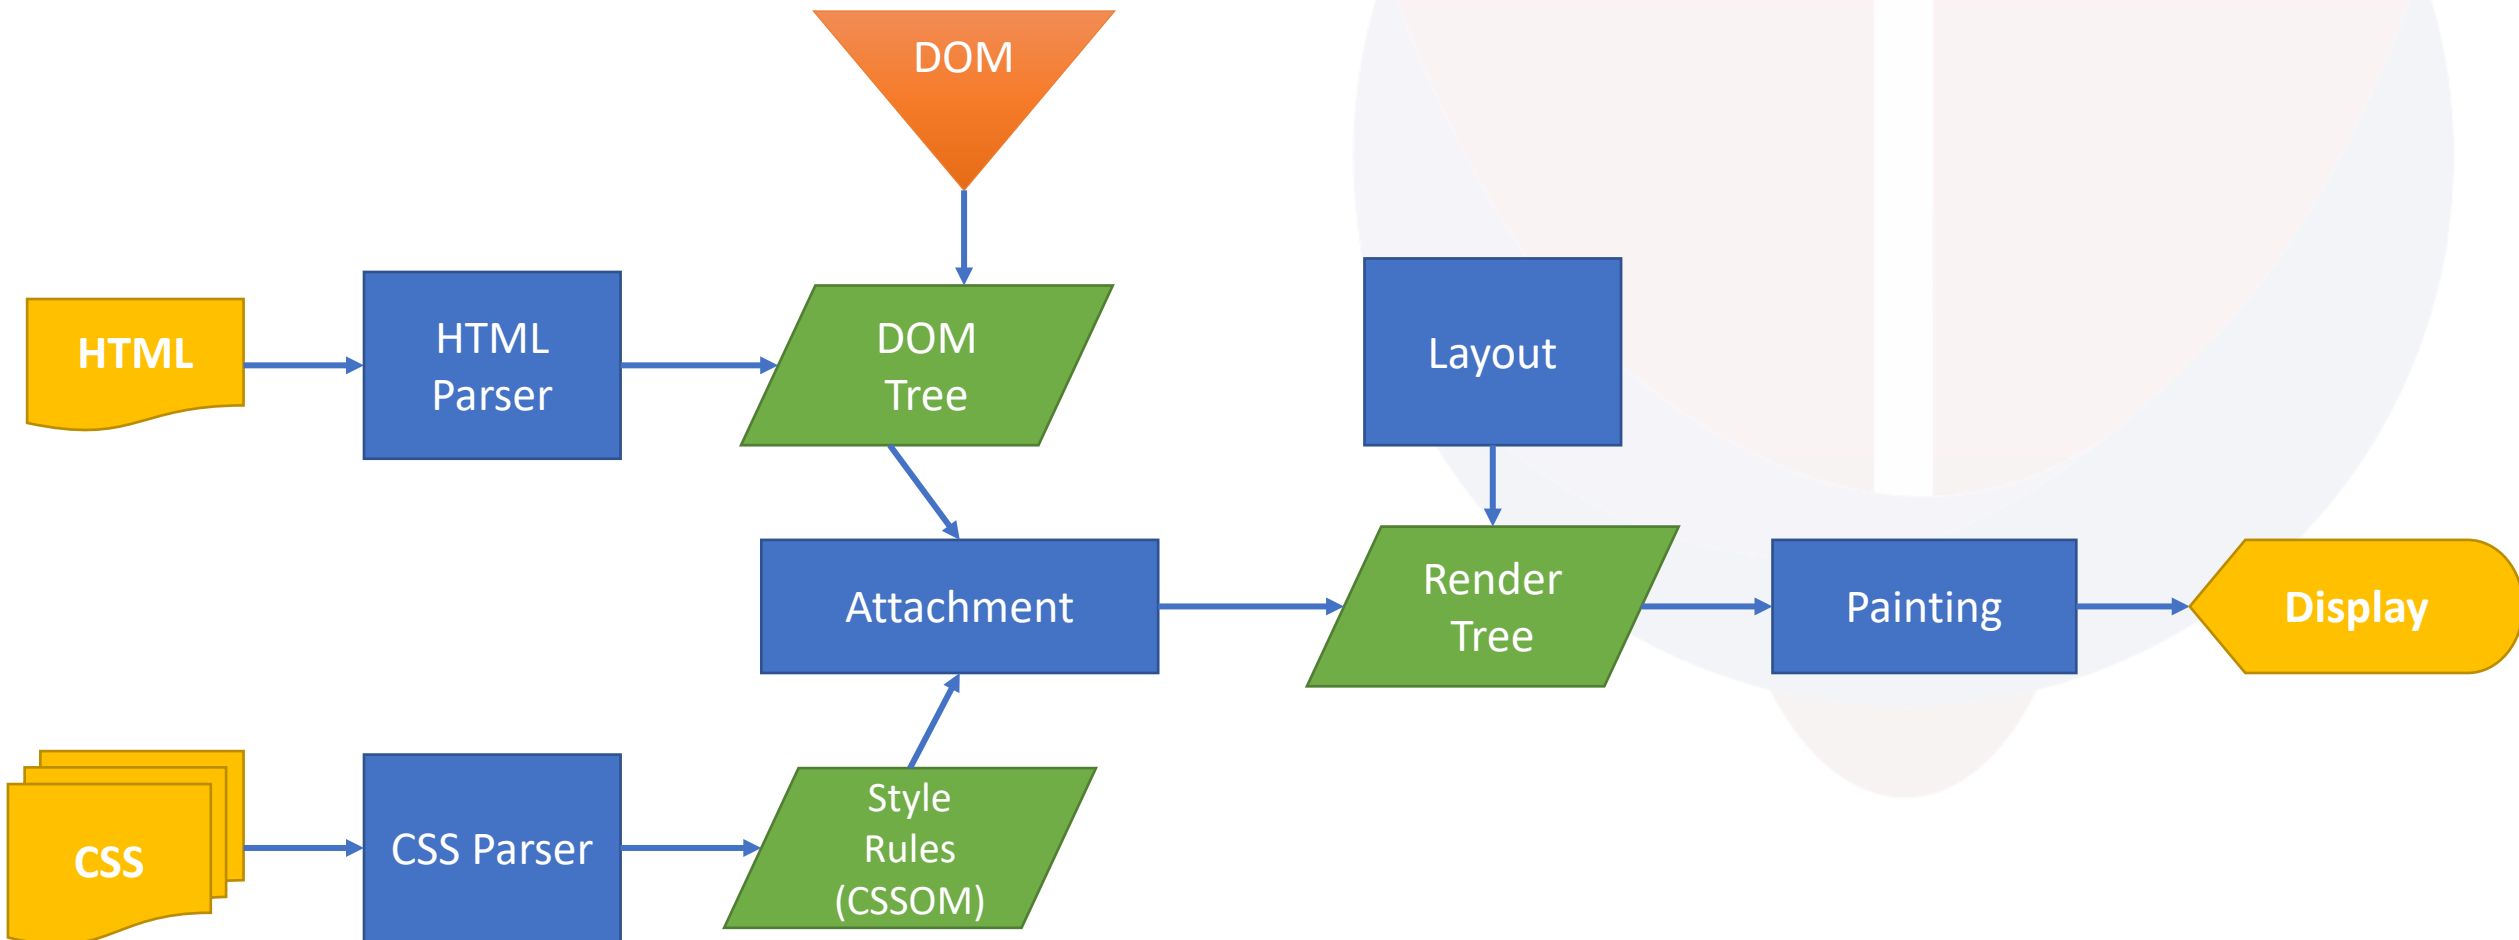 DOM
HTML
HTML
Parser
DOM
Tree
Layout
Attachment
Render
Tree
Painting
Display
CSS
CSS Parser
Style
Rules
(CSSOM)